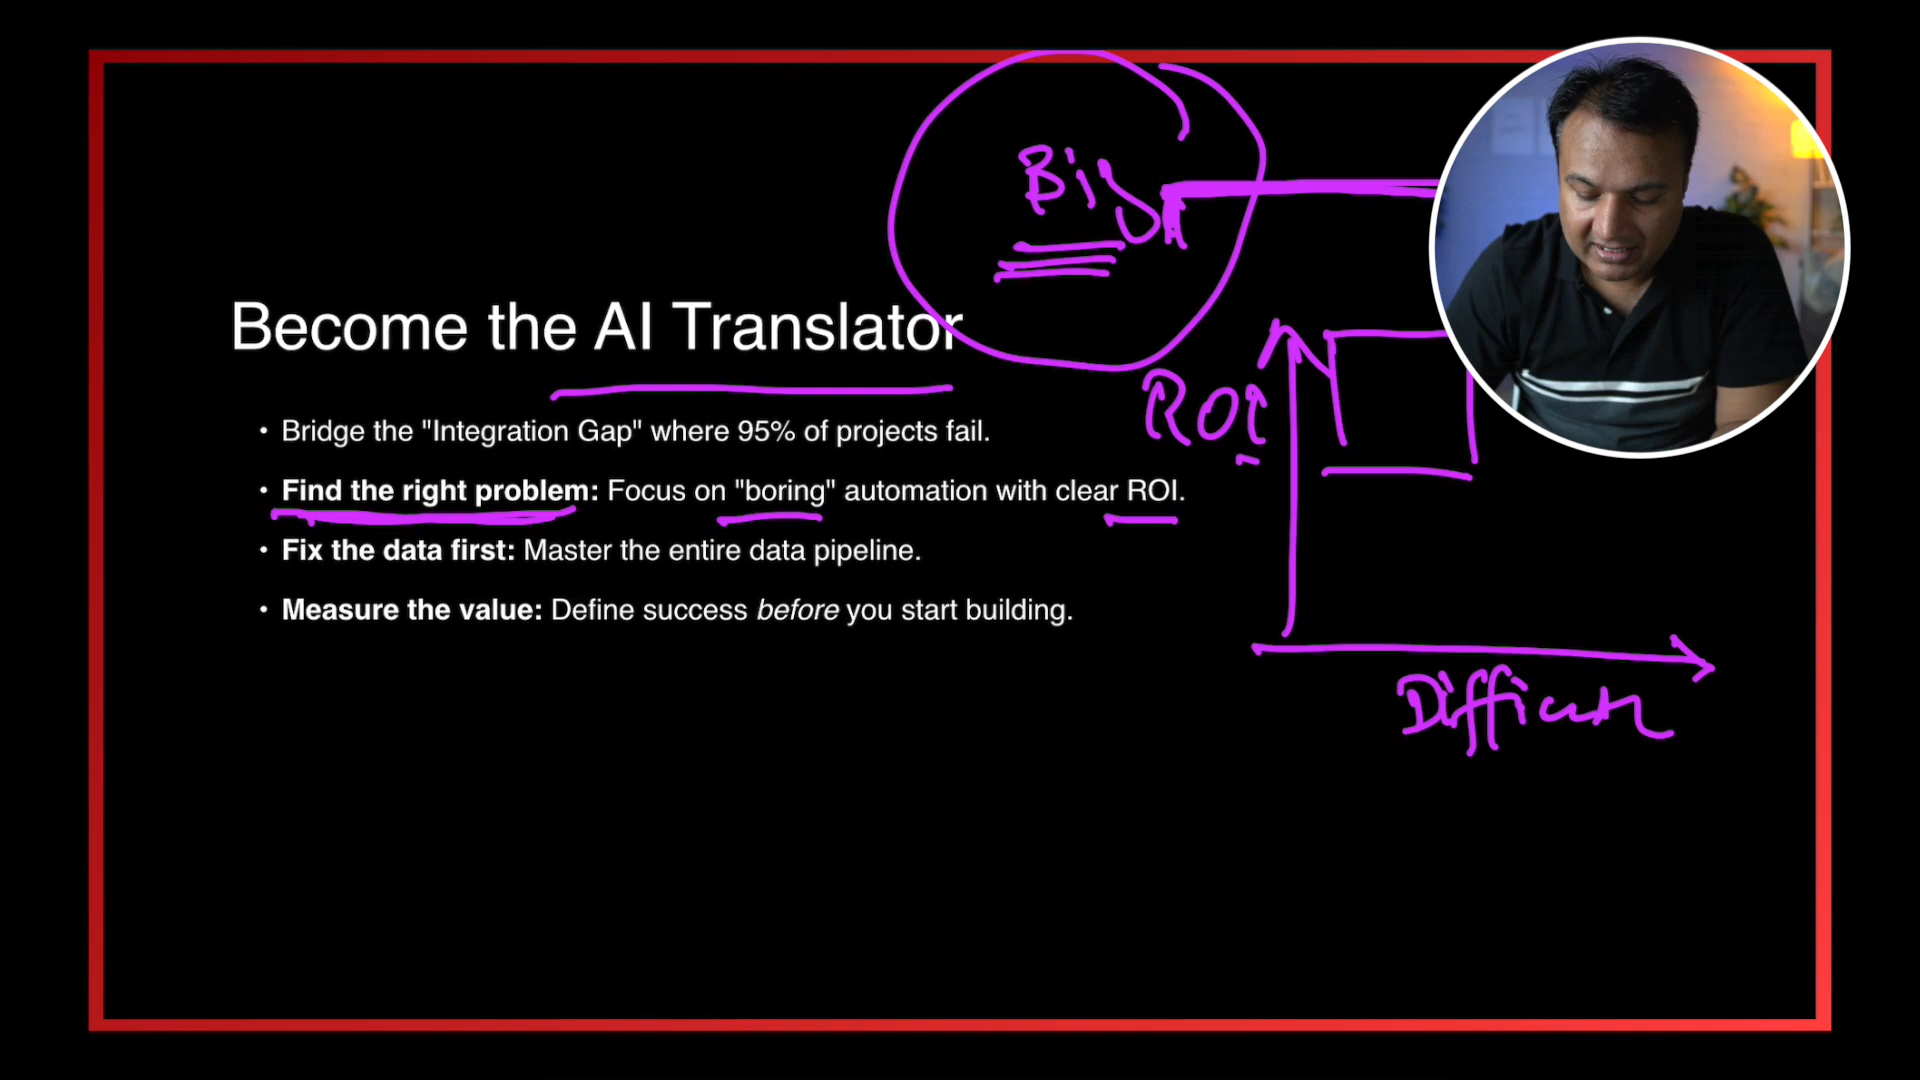 Big
Become the AI Translator
ROI
• Bridge the "Integration Gap" where 95% of projects fail.
• Find the right problem: Focus on "boring" automation with clear ROI.
• Fix the data first: Master the entire data pipeline.
• Measure the value: Define success before you start building.